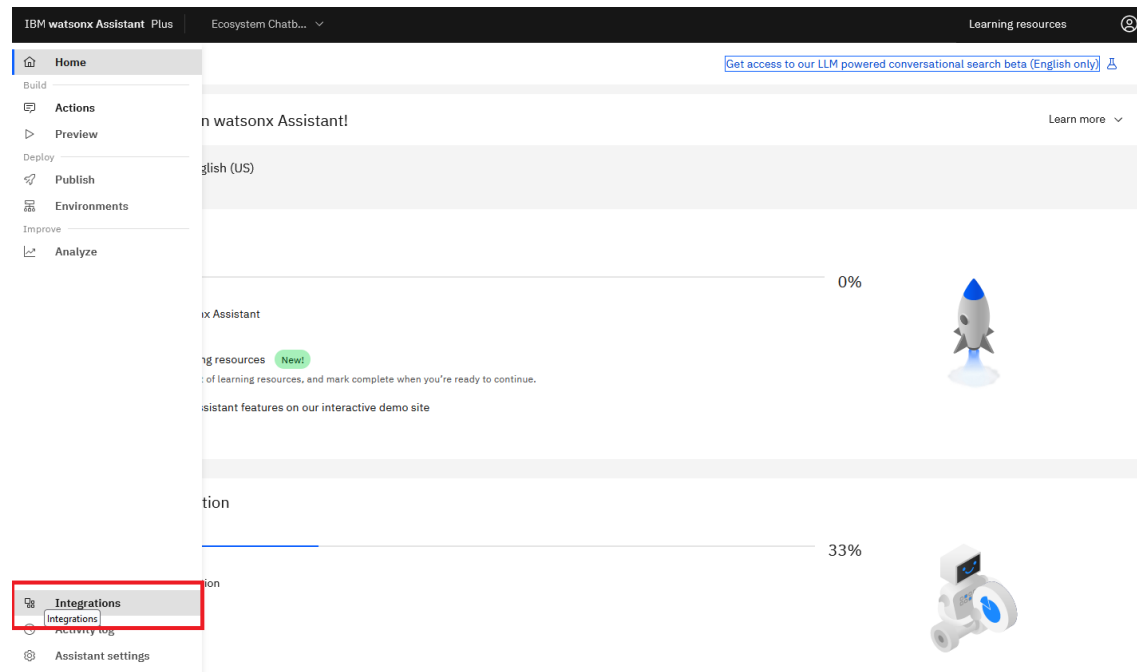 IBM watsonx Assistant Plus
Ecosystem Chatb...
Learning resources
Home
Build
Actions
Preview
Deploy
Publish
Environments
Improve
Analyze
Integrations
Integrations
Activity log
Assistant settings
Get access to our LLM powered conversational search beta (English only)
n watsonx Assistant!
Learn more
glish (US)
0%
x Assistant
ng resources New!
t of learning resources, and mark complete when you're ready to continue.
ssistant features on our interactive demo site
tion
33%
ion